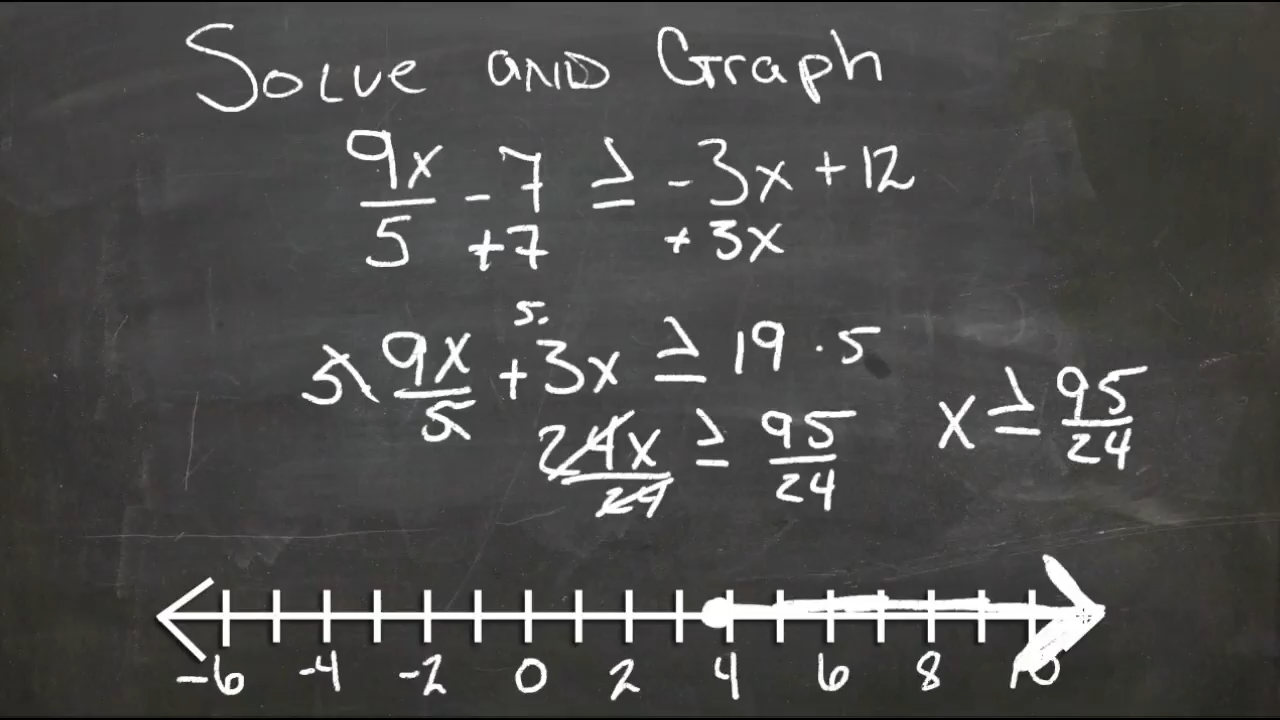 Solve and Graph
9x/5 - 7 ≥ -3x + 12
+7 + 3x
5 · 9x/5 + 5 · 3x ≥ 19 · 5
24x/24 ≥ 95/24 x ≥ 95/24
-6 -4 -2 0 2 4 6 8 10